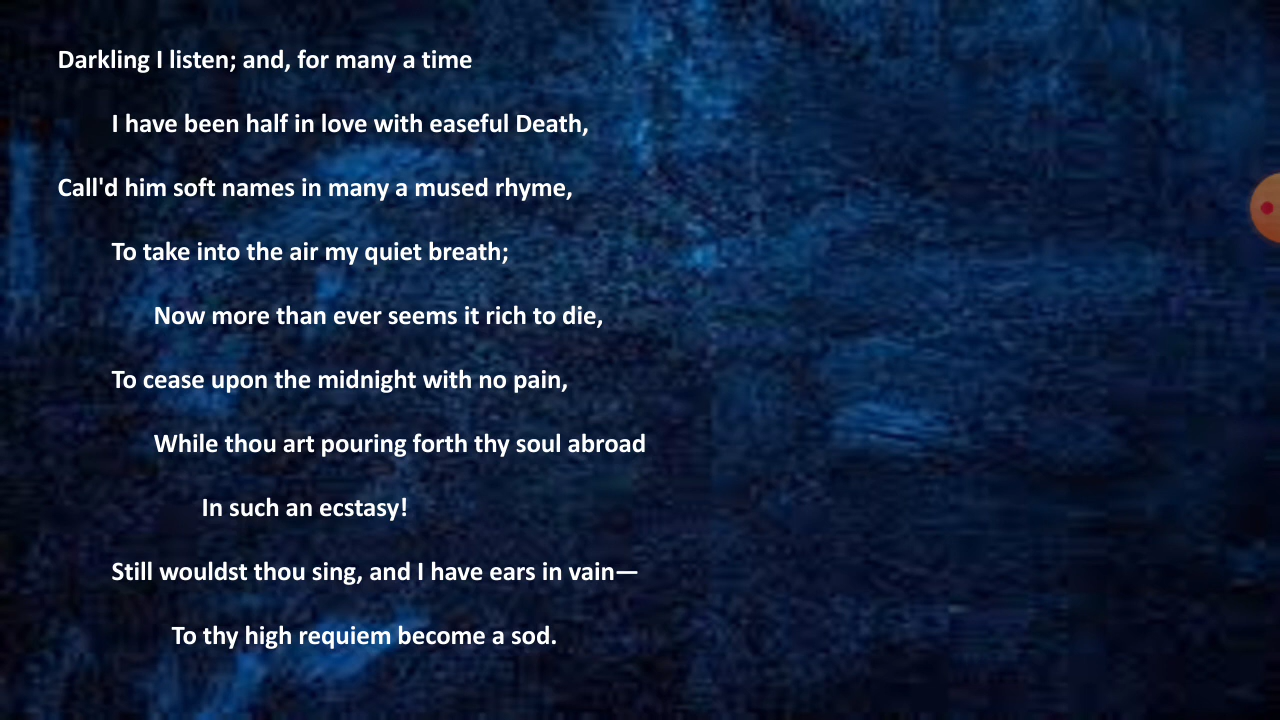 Darkling I listen; and, for many a time
I have been half in love with easeful Death,
Call'd him soft names in many a mused rhyme,
To take into the air my quiet breath;
Now more than ever seems it rich to die,
To cease upon the midnight with no pain,
While thou art pouring forth thy soul abroad
In such an ecstasy!
Still wouldst thou sing, and I have ears in vain—
To thy high requiem become a sod.